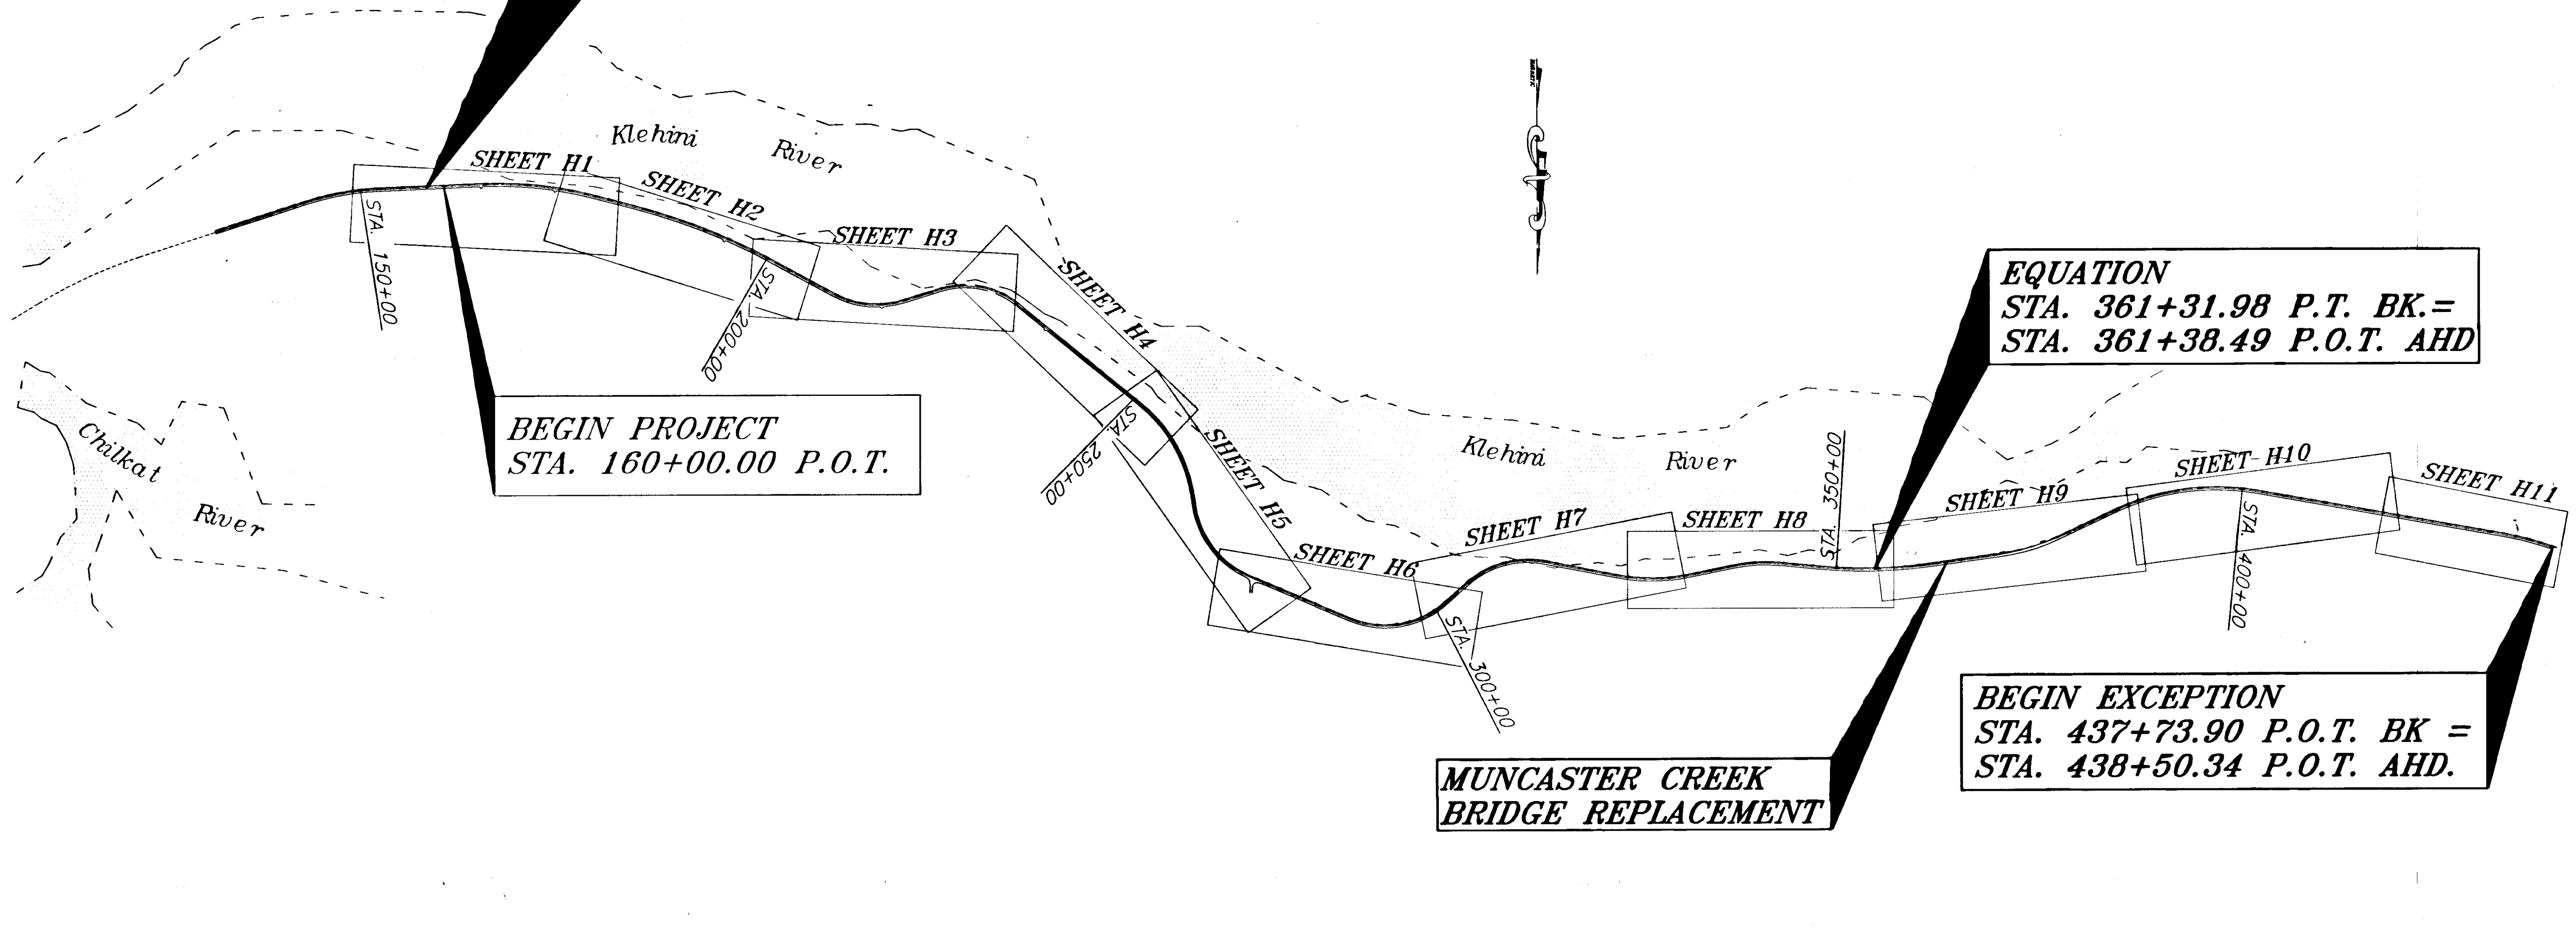 Klehini River
SHEET H1
SHEET H2
SHEET H3
SHEET H4
SHEET H5
SHEET H6
SHEET H7
SHEET H8
SHEET H9
SHEET H10
SHEET H11
STA. 150+00
STA. 200+00
STA. 250+00
STA. 300+00
STA. 350+00
STA. 400+00
BEGIN PROJECT
STA. 160+00.00 P.O.T.
Chilkat
River
Klehini River
EQUATION
STA. 361+31.98 P.T. BK.=
STA. 361+38.49 P.O.T. AHD
BEGIN EXCEPTION
STA. 437+73.90 P.O.T. BK =
STA. 438+50.34 P.O.T. AHD.
MUNCASTER CREEK
BRIDGE REPLACEMENT